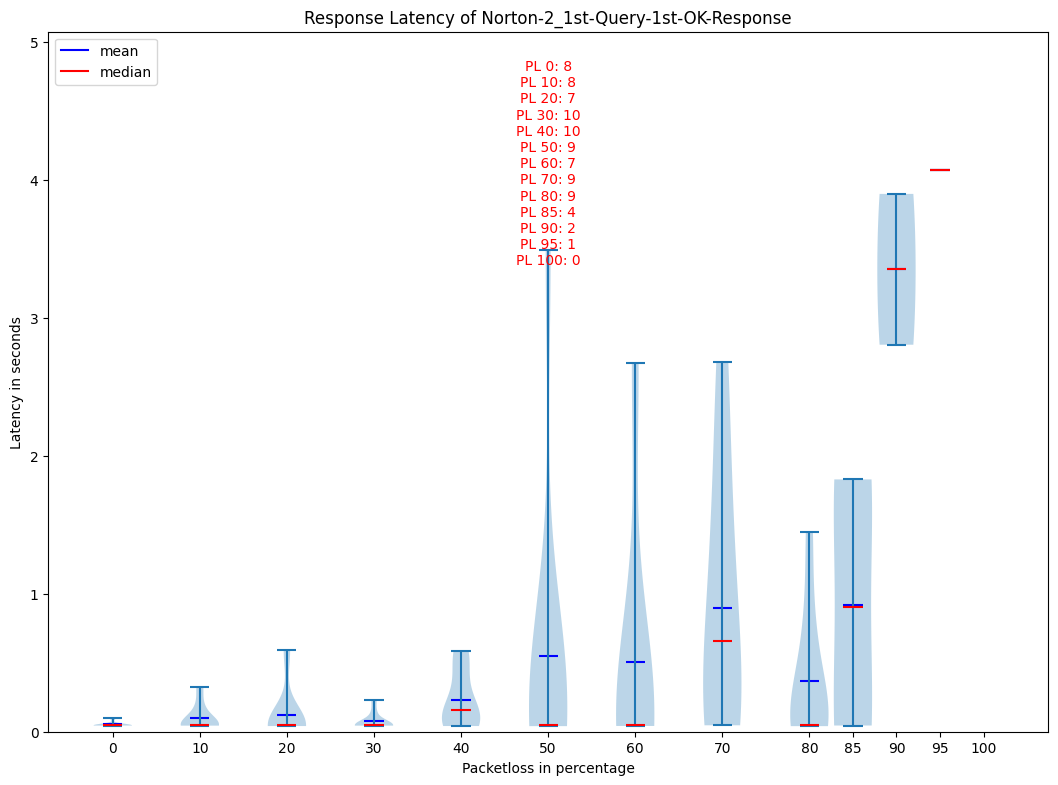 Response Latency of Norton-2_1st-Query-1st-OK-Response
mean
median
PL 0: 8
PL 10: 8
PL 20: 7
PL 30: 10
PL 40: 10
PL 50: 9
PL 60: 7
PL 70: 9
PL 80: 9
PL 85: 4
PL 90: 2
PL 95: 1
PL 100: 0
Latency in seconds
5
4
3
2
1
0
0 10 20 30 40 50 60 70 80 85 90 95 100
Packetloss in percentage